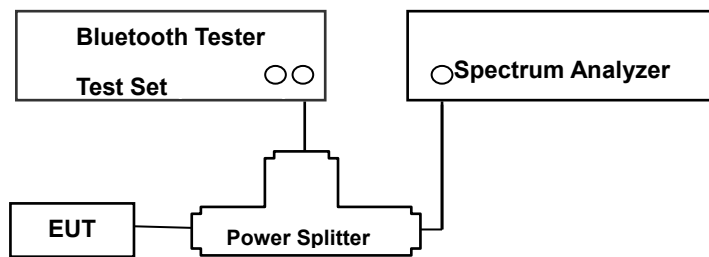 Bluetooth Tester
Test Set
Spectrum Analyzer
EUT
Power Splitter